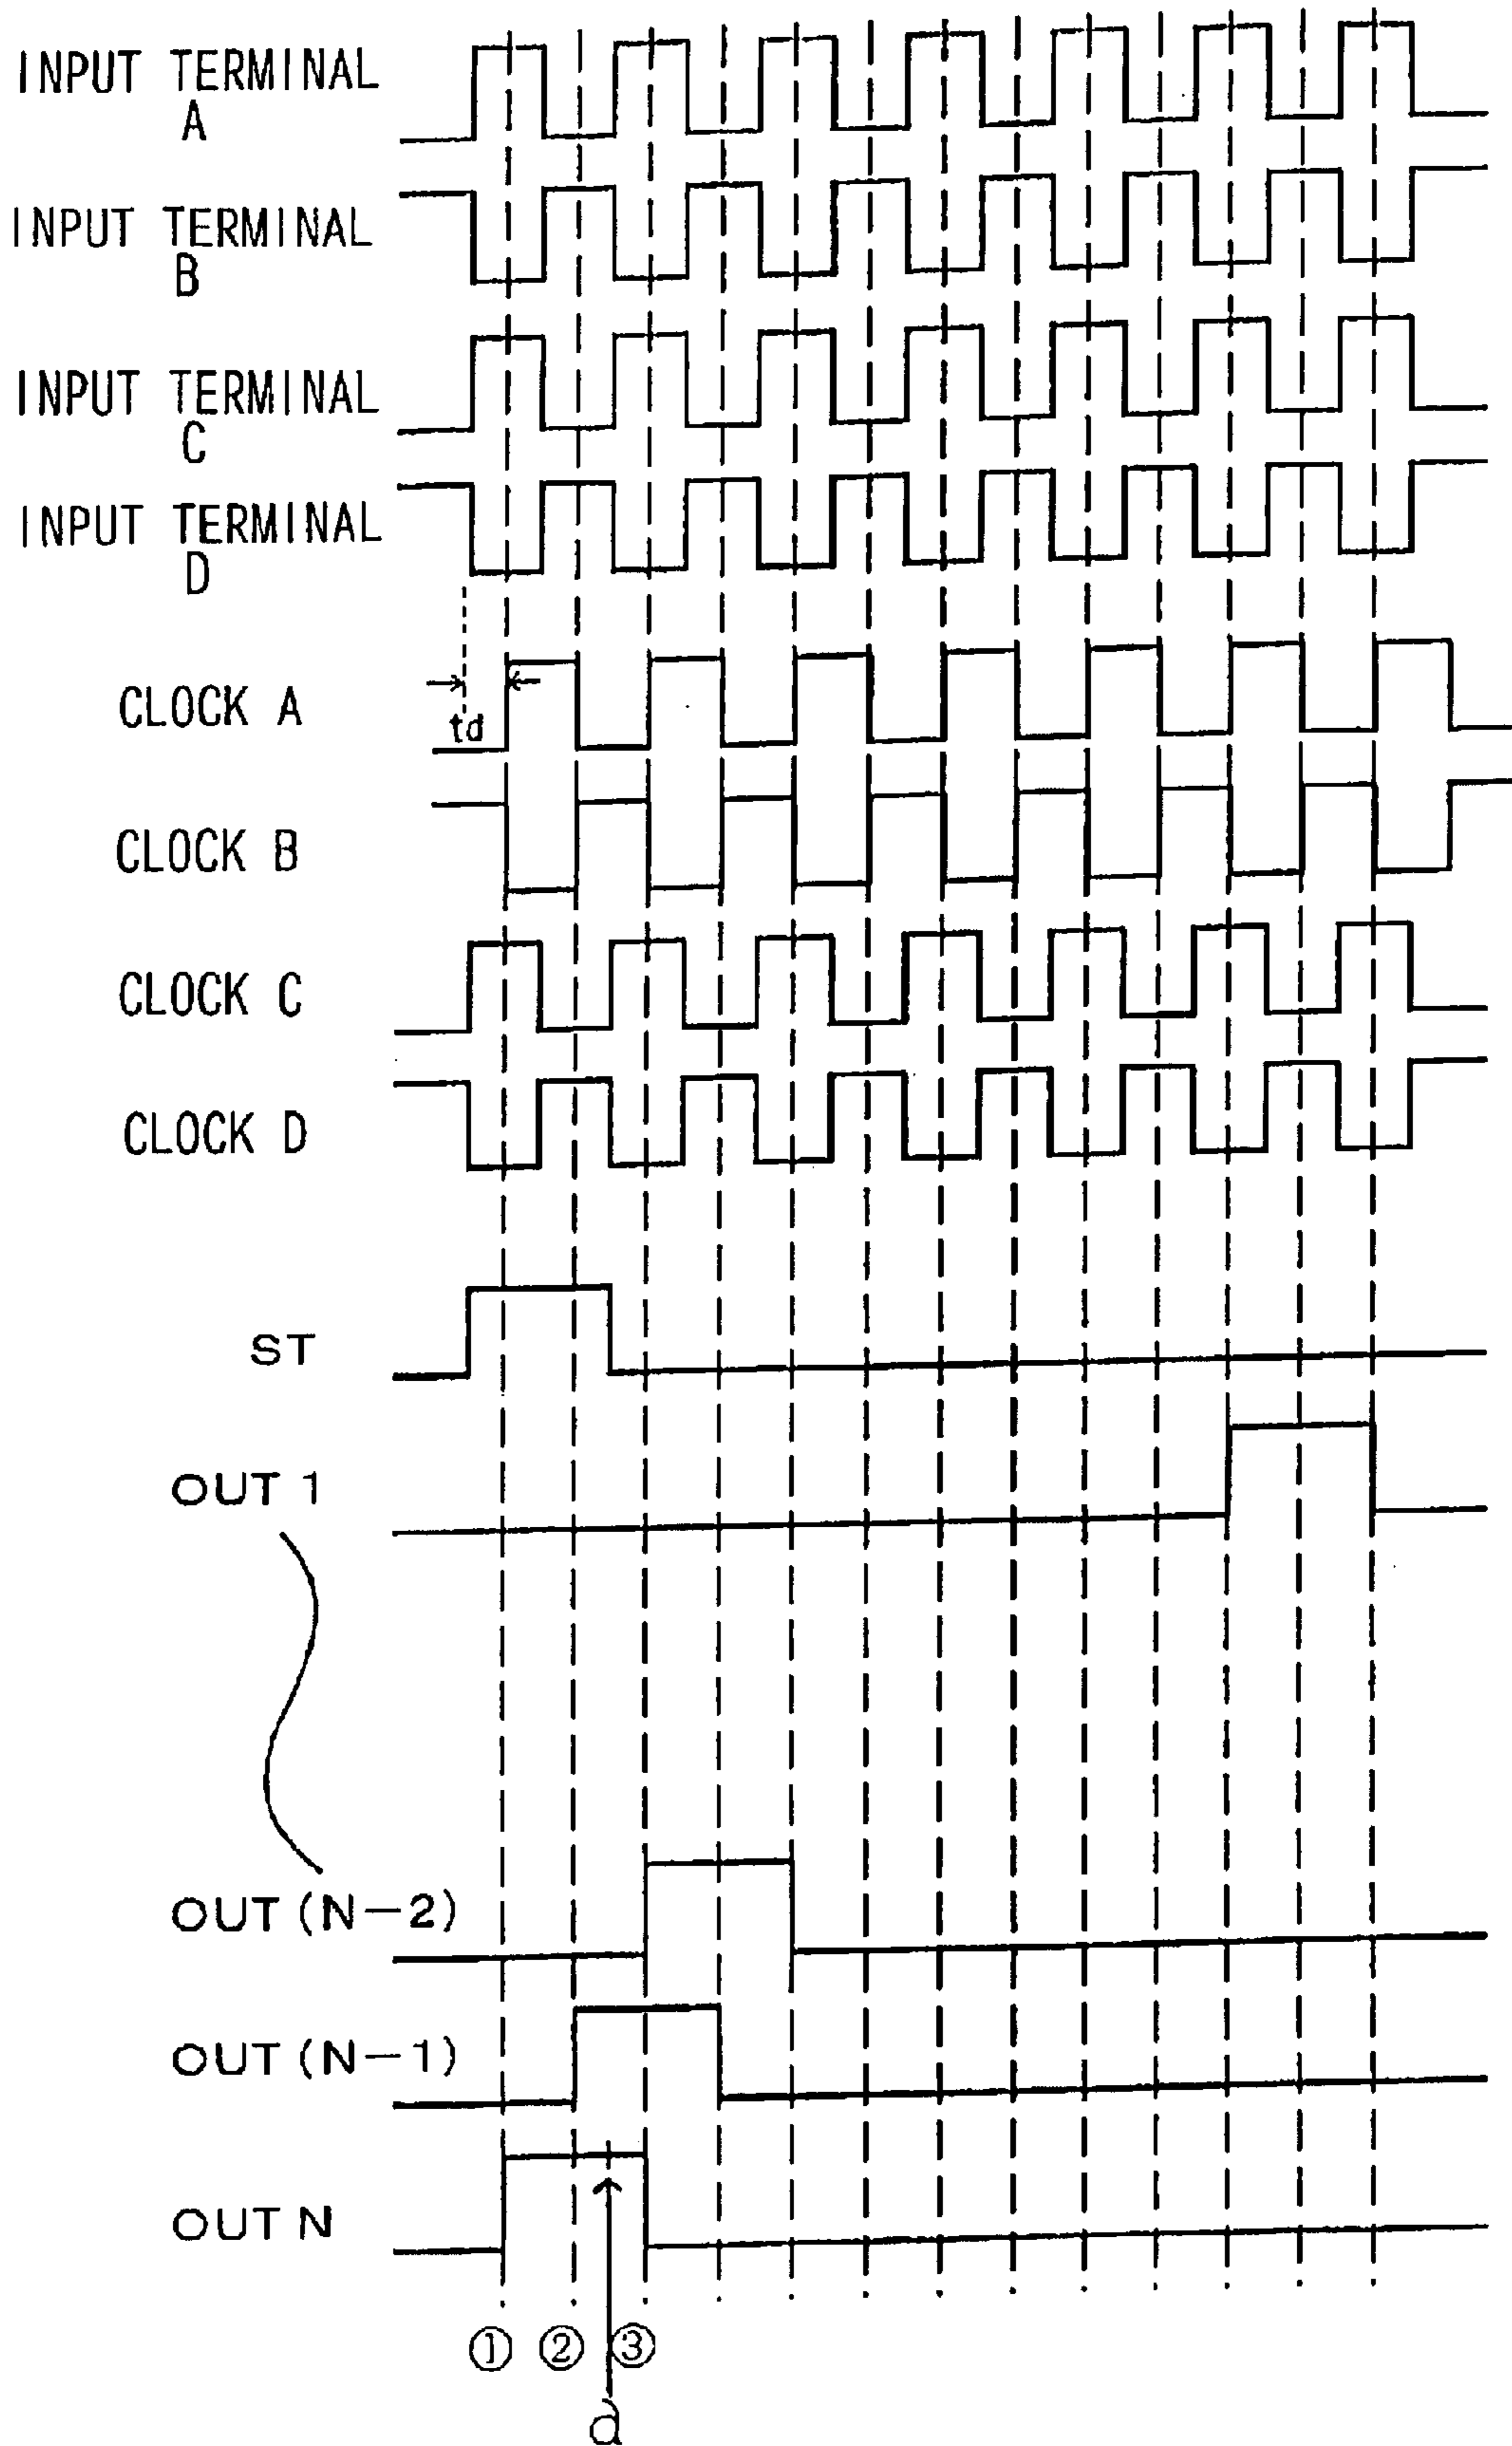 INPUT TERMINAL
A
INPUT TERMINAL
B
INPUT TERMINAL
C
INPUT TERMINAL
D
CLOCK A
td
CLOCK B
CLOCK C
CLOCK D
ST
OUT 1
OUT (N-2)
OUT (N-1)
OUT N
① ② ③
d